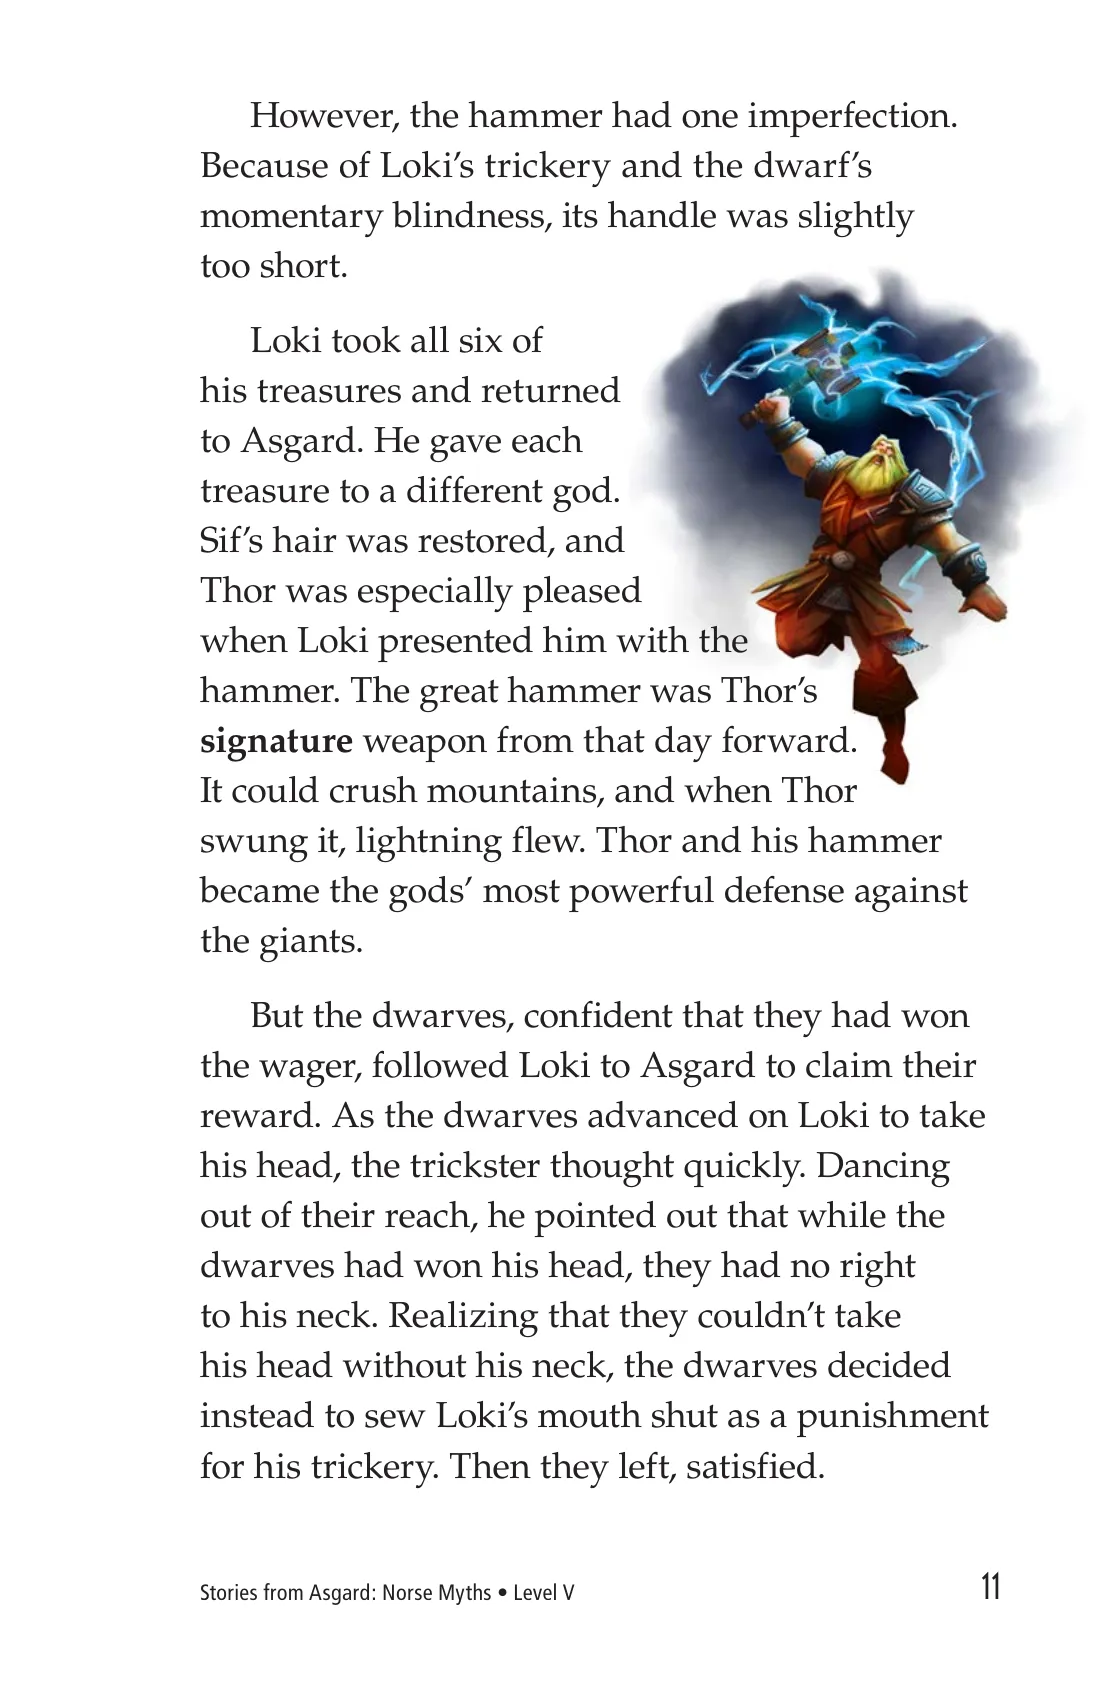 However, the hammer had one imperfection.
Because of Loki’s trickery and the dwarf’s
momentary blindness, its handle was slightly
too short.
Loki took all six of
his treasures and returned
to Asgard. He gave each
treasure to a different god.
Sif’s hair was restored, and
Thor was especially pleased
when Loki presented him with the
hammer. The great hammer was Thor’s
signature weapon from that day forward.
It could crush mountains, and when Thor
swung it, lightning flew. Thor and his hammer
became the gods’ most powerful defense against
the giants.
But the dwarves, confident that they had won
the wager, followed Loki to Asgard to claim their
reward. As the dwarves advanced on Loki to take
his head, the trickster thought quickly. Dancing
out of their reach, he pointed out that while the
dwarves had won his head, they had no right
to his neck. Realizing that they couldn’t take
his head without his neck, the dwarves decided
instead to sew Loki’s mouth shut as a punishment
for his trickery. Then they left, satisfied.
Stories from Asgard: Norse Myths • Level V 11